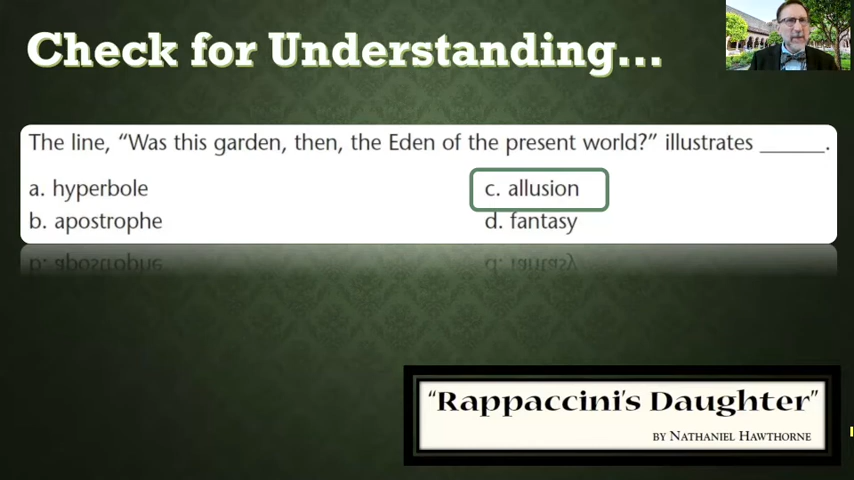 Check for Understanding...
The line, “Was this garden, then, the Eden of the present world?” illustrates ______.
a. hyperbole
b. apostrophe
c. allusion
d. fantasy
“Rappaccini's Daughter”
BY NATHANIEL HAWTHORNE